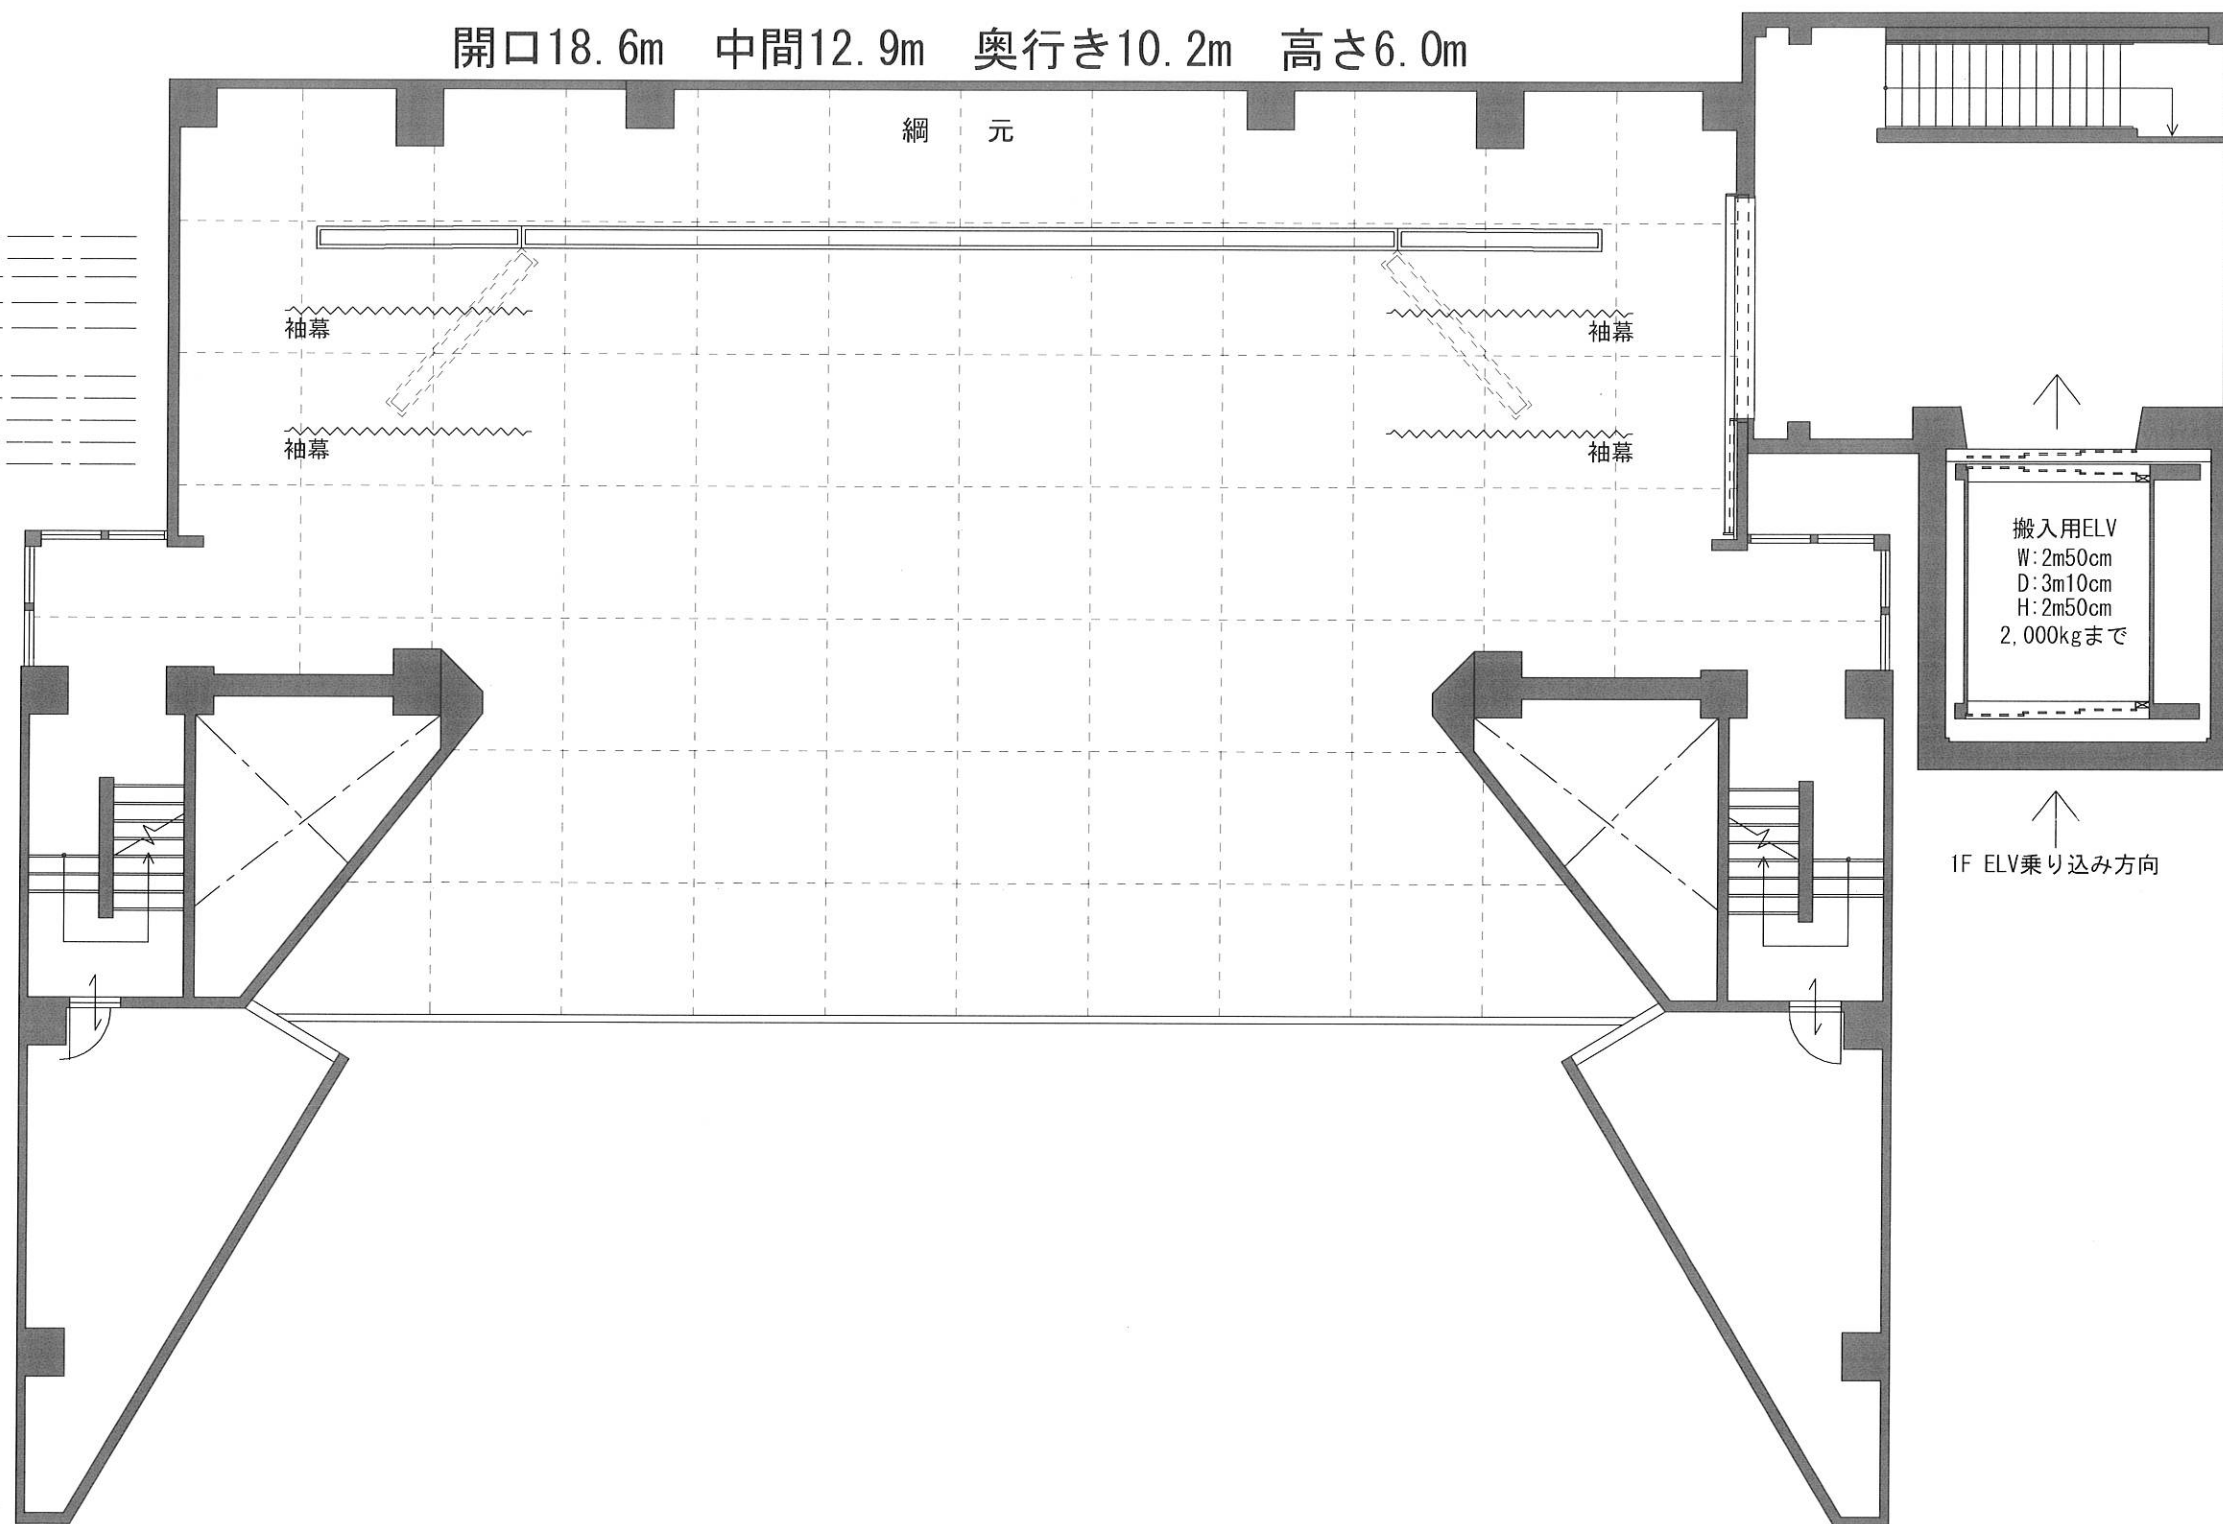 開口18.6m　中間12.9m　奥行き10.2m　高さ6.0m
綱　元
袖幕
袖幕
袖幕
袖幕
搬入用ELV
W:2m50cm
D:3m10cm
H:2m50cm
2,000kgまで
1F ELV乗り込み方向